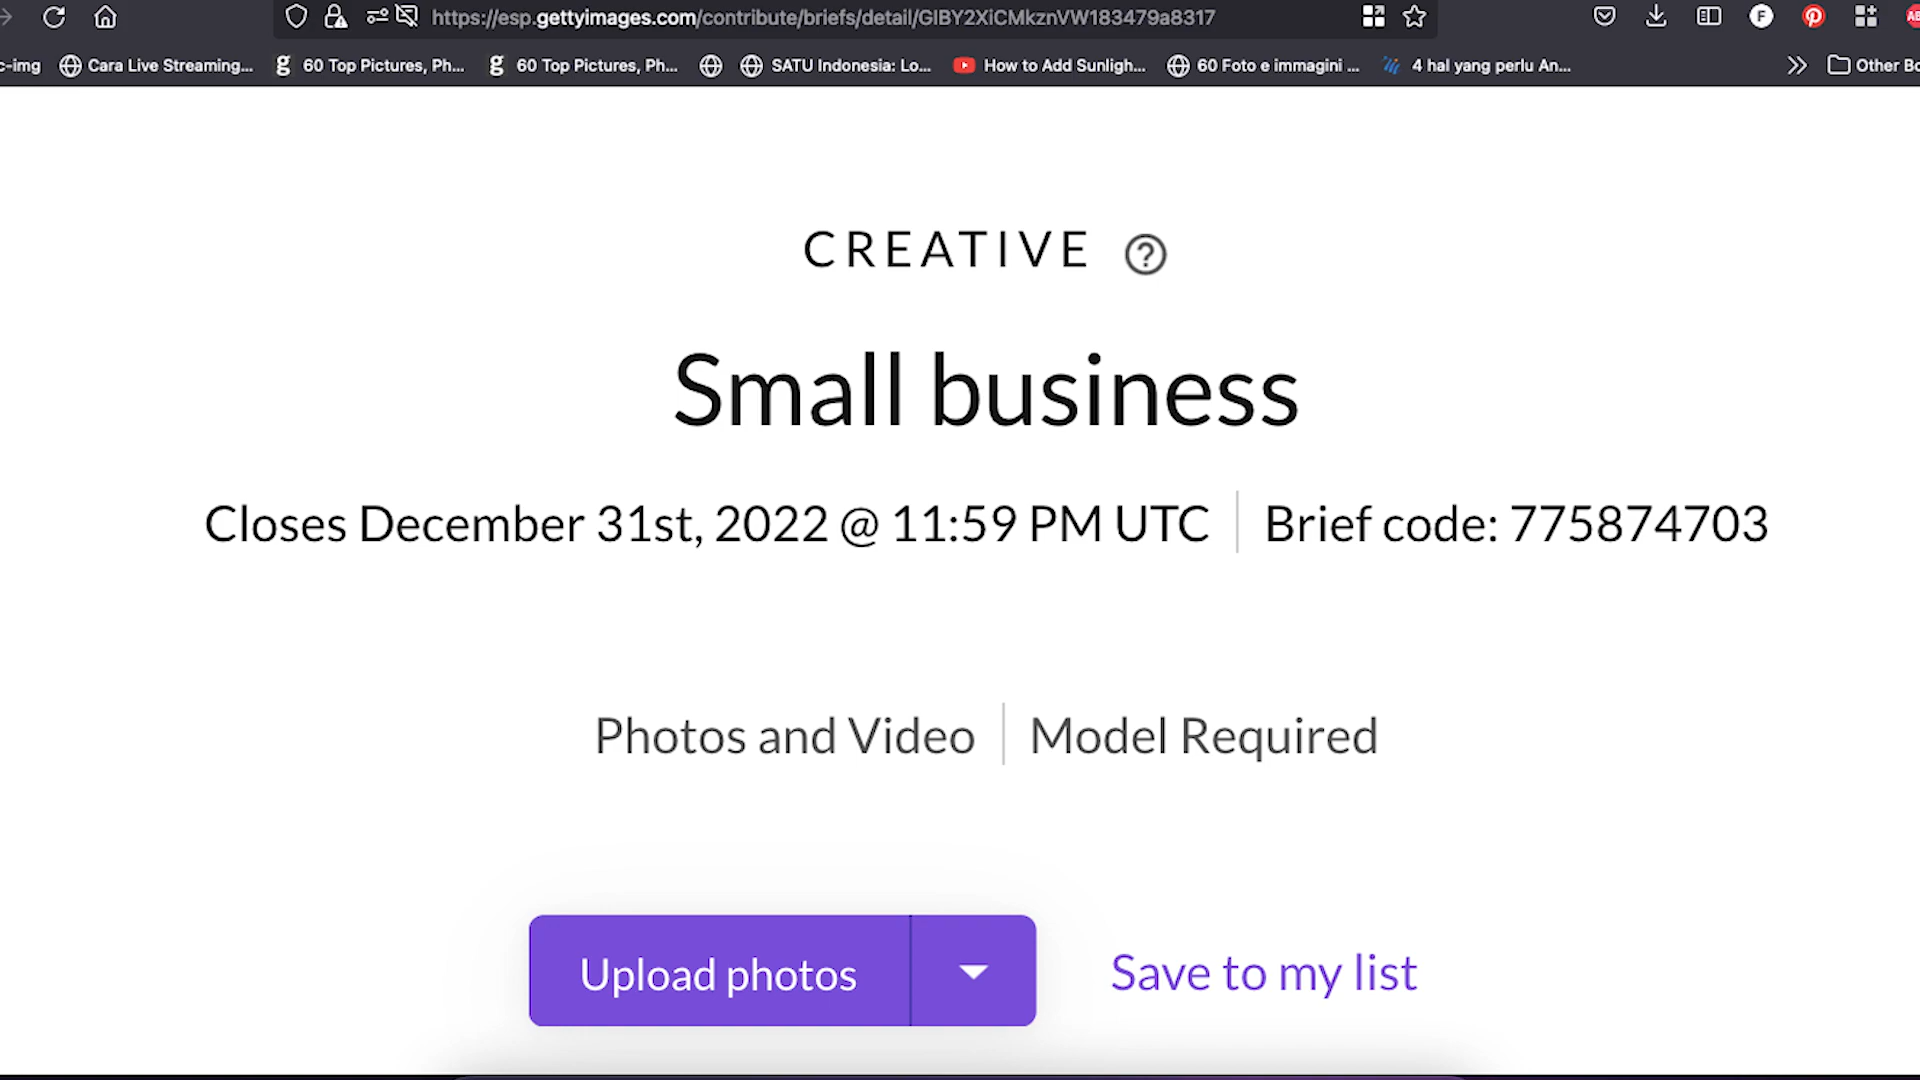 https://esp.gettyimages.com/contribute/briefs/detail/GIBY2XiCMkznVW183479a8317
F
c-img Cara Live Streaming... 60 Top Pictures, Ph... 60 Top Pictures, Ph... SATU Indonesia: Lo... How to Add Sunligh... 60 Foto e immagini ... 4 hal yang perlu An... Other Bo
CREATIVE ?
Small business
Closes December 31st, 2022 @ 11:59 PM UTC Brief code: 775874703
Photos and Video Model Required
Upload photos Save to my list